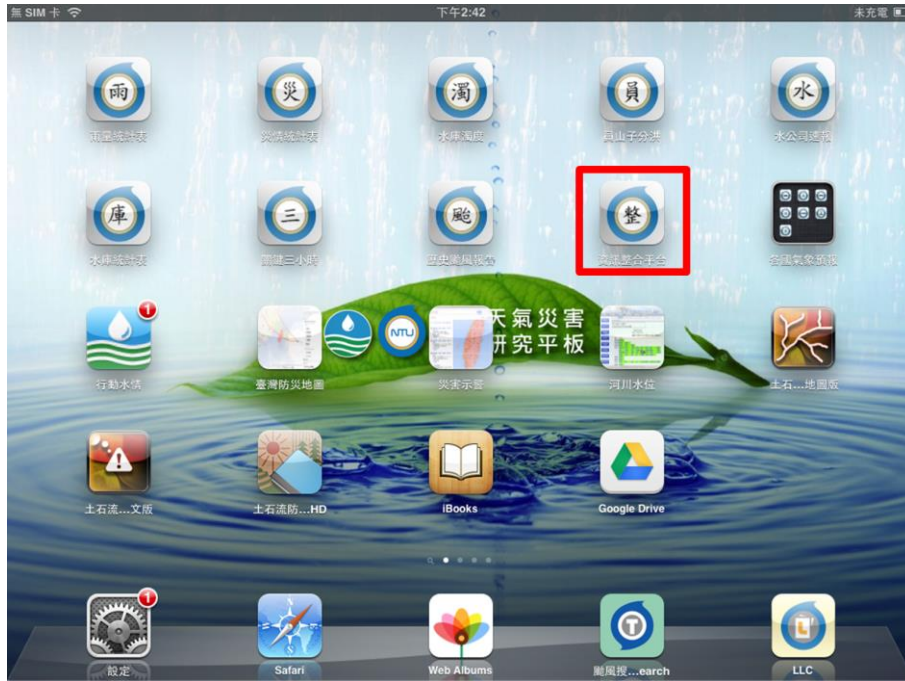 無 SIM 卡
下午2:42
未充電
雨
災
濁
員
水
雨量統計表
災情統計表
水庫濁度
員山子分洪
水公司速報
庫
三
颱
整
水庫統計表
關鍵三小時
歷史颱風報告
資訊整合平台
各國氣象預報
1
NTU
天氣災害
研究平板
行動水情
臺灣防災地圖
災害示警
河川水位
土石...地圖版
土石流...文版
土石流防...HD
iBooks
Google Drive
1
T
L
設定
Safari
Web Albums
颱風搜...earch
LLC